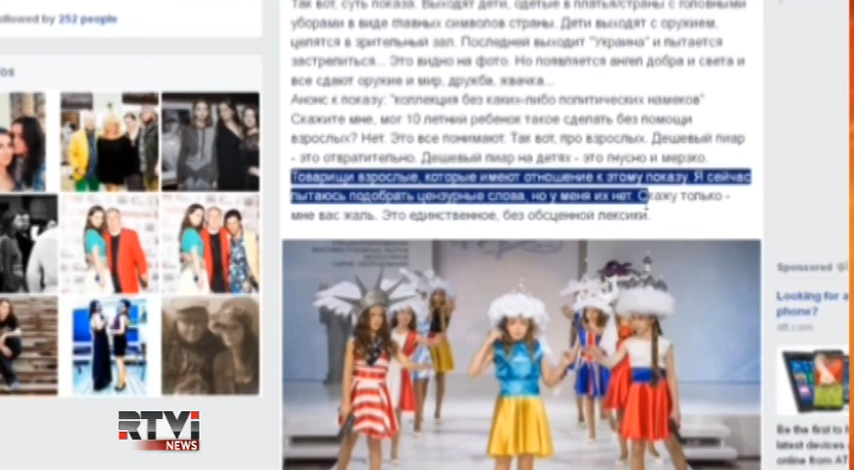 ollowed by 252 people
Так вот, суть показа. Выходят дети, одетые в платья/страны с головными
уборами в виде главных символов страны. Дети выходят с оружием,
целятся в зрительный зал. Последней выходит "Украина" и пытается
застрелиться... Это видно на фото. Но появляется ангел добра и света и
все сдают оружие и мир, дружба, жвачка...
Анонс к показу: "коллекция без каких-либо политических намеков"
Скажите мне, мог 10 летний ребенок такое сделать без помощи
взрослых? Нет. Это все понимают. Так вот, про взрослых. Дешевый пиар
- это отвратительно. Дешевый пиар на детях - это гнусно и мерзко.
Товарищи взрослые, которые имеют отношение к этому показу. Я сейчас
пытаюсь подобрать цензурные слова, но у меня их нет. Скажу только -
мне вас жаль. Это единственное, без обсценной лексики.
Sponsored
Looking for a
phone?
att.com
Be the first to h
latest devices a
online from AT
RTVi
NEWS